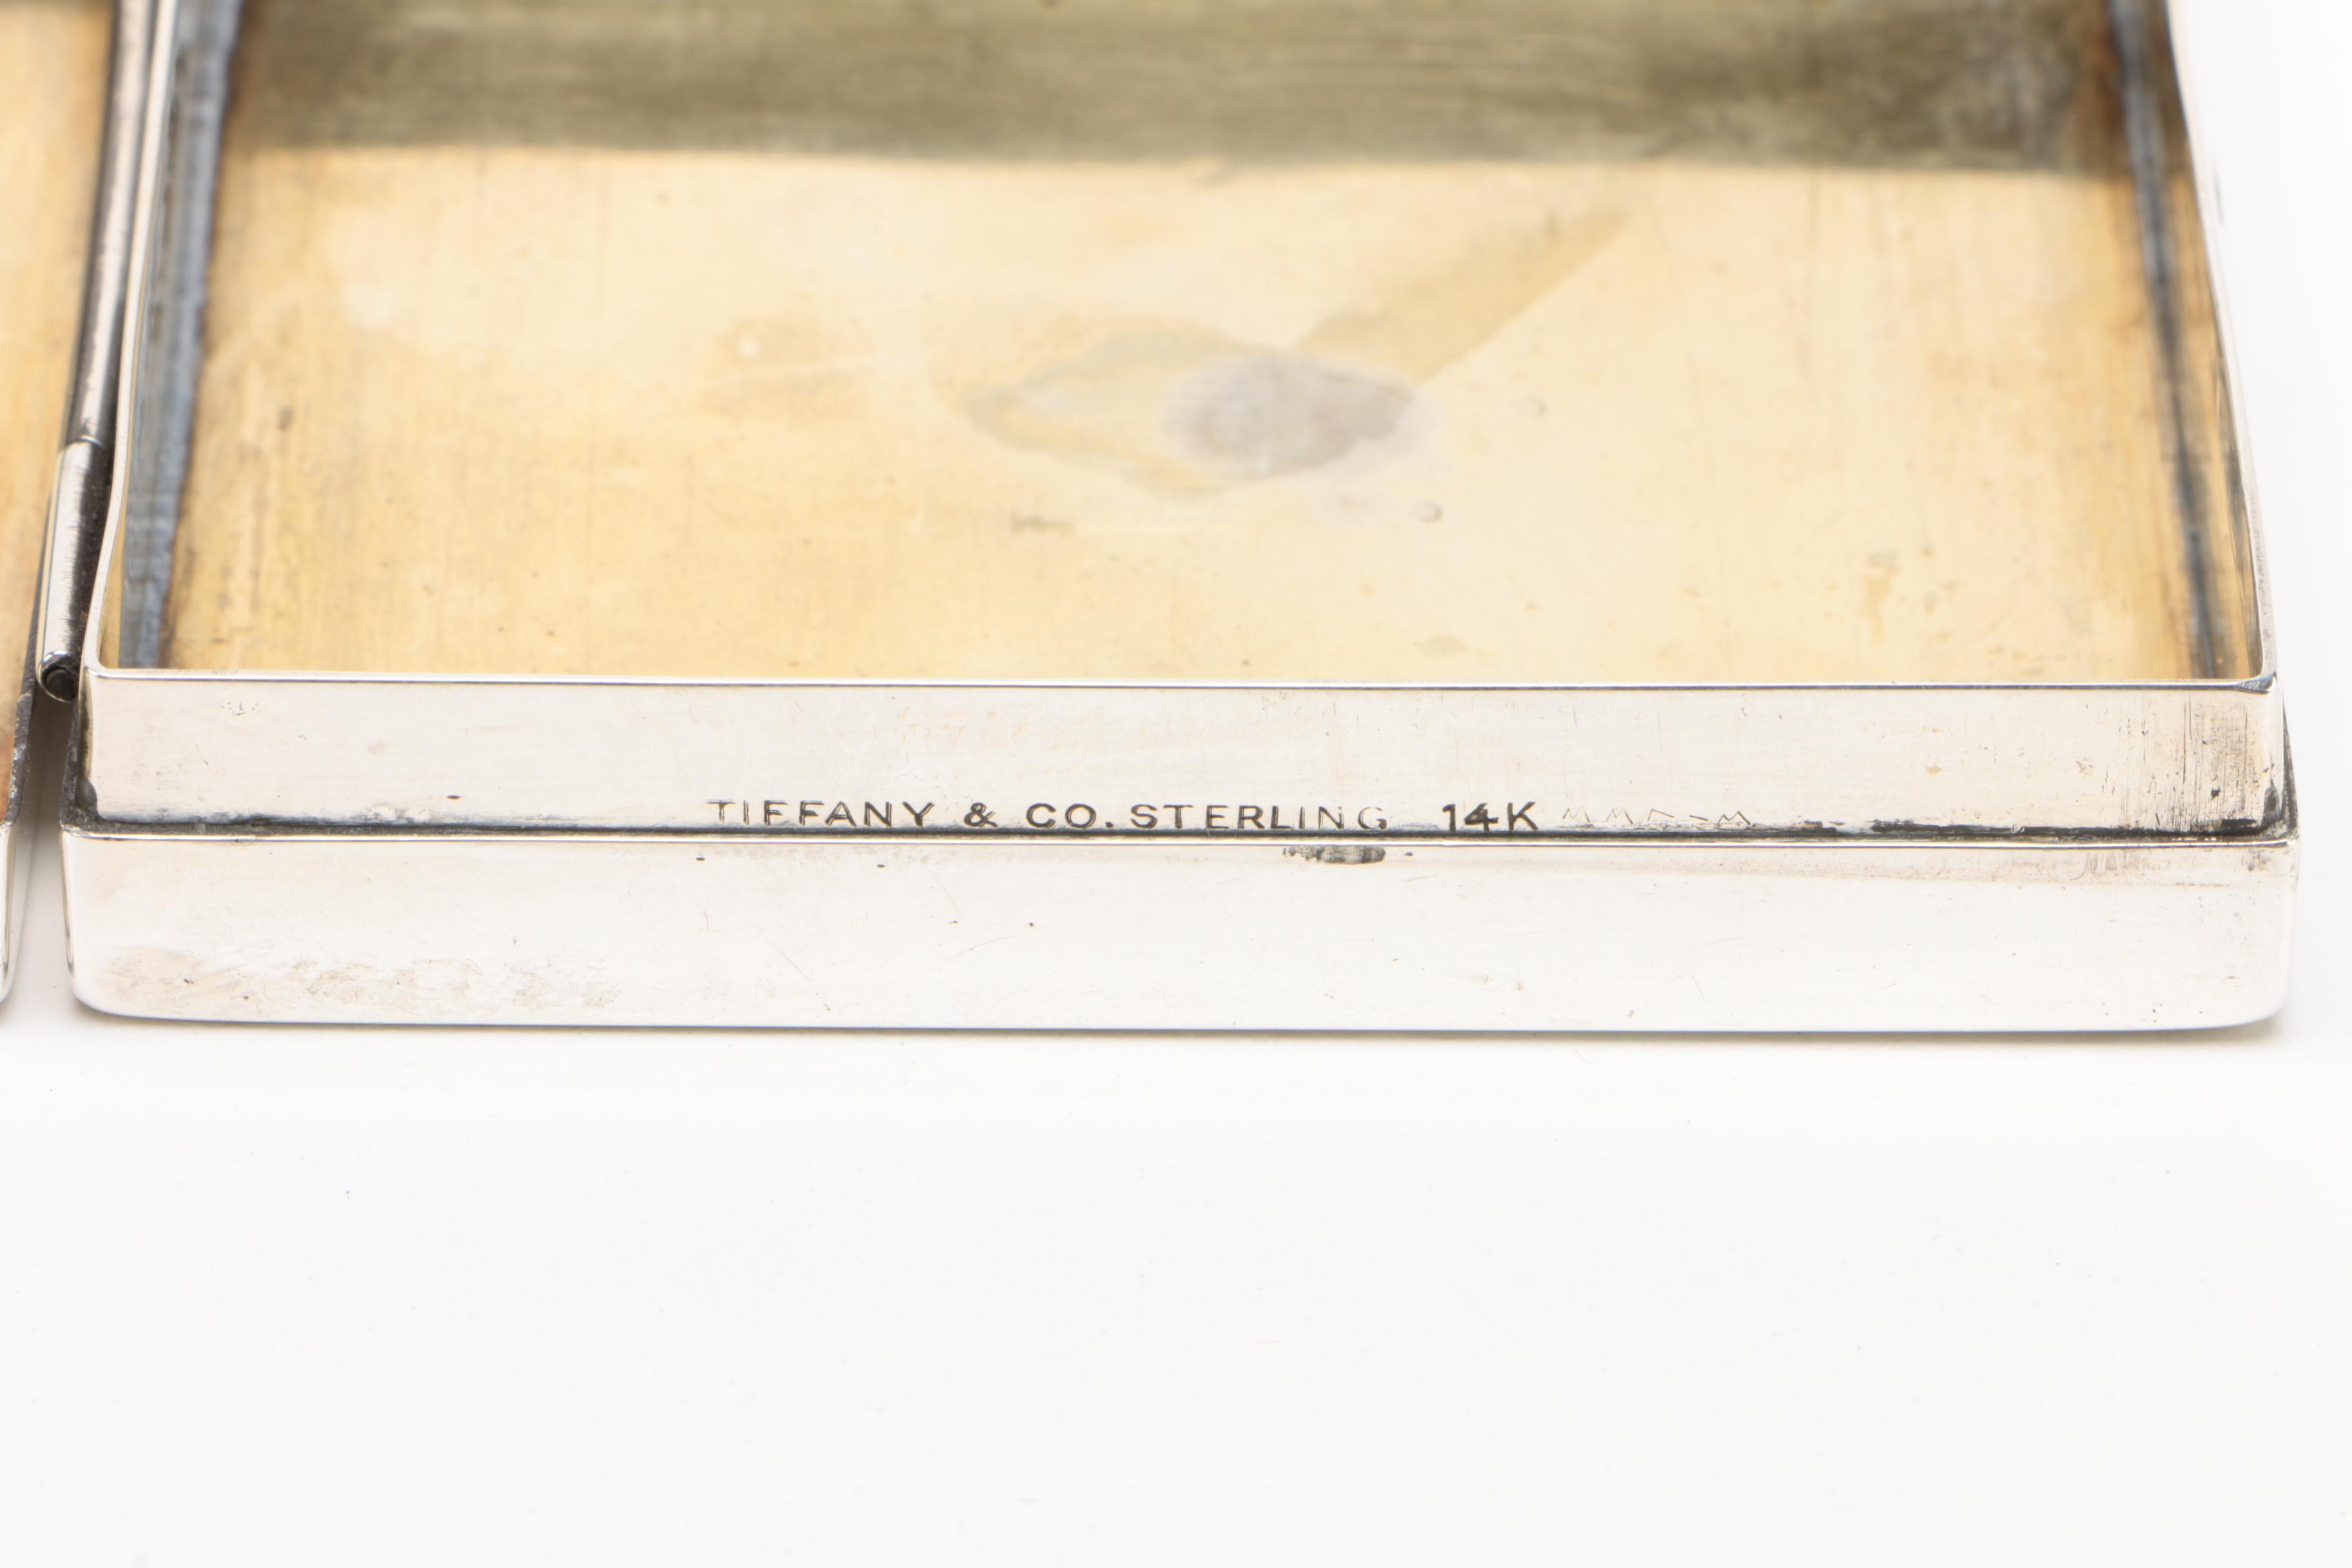 TIFFANY & CO. STERLING 14K